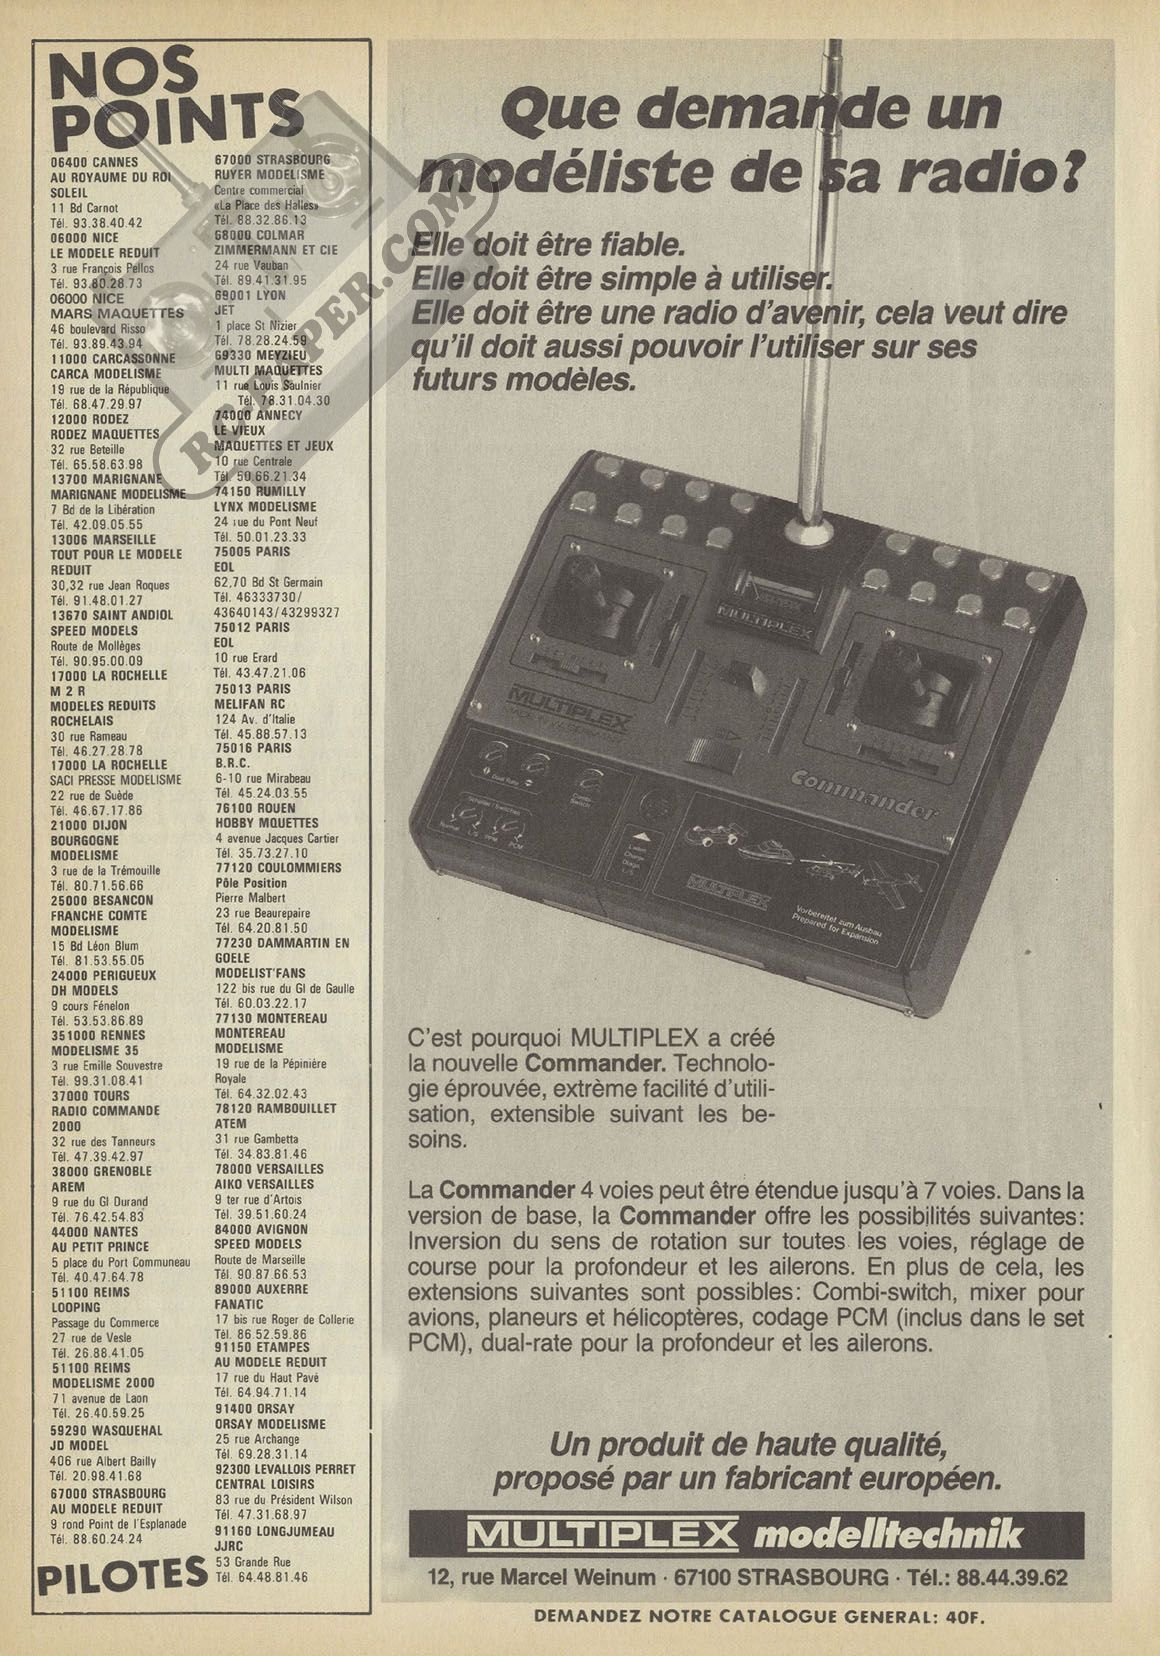 NOS
POINTS
06400 CANNES
AU ROYAUME DU ROI
SOLEIL
11 Bd Carnot
Tél. 93.38.40.42
06000 NICE
LE MODELE REDUIT
3 rue François Pellos
Tél. 93.80.28.73
06000 NICE
MARS MAQUETTES
46 boulevard Risso
Tél. 93.89.43.94
11000 CARCASSONNE
CARCA MODELISME
19 rue de la République
Tél. 68.47.29.97
12000 RODEZ
RODEZ MAQUETTES
32 rue Beteille
Tél. 65.58.63.98
13700 MARIGNANE
MARIGNANE MODELISME
7 Bd de la Libération
Tél. 42.09.05.55
13006 MARSEILLE
TOUT POUR LE MODELE
REDUIT
30,32 rue Jean Roques
Tél. 91.48.01.27
13670 SAINT ANDIOL
SPEED MODELS
Route de Mollèges
Tél. 90.95.00.09
17000 LA ROCHELLE
M 2 R
MODELES REDUITS
ROCHELAIS
30 rue Rameau
Tél. 46.27.28.78
17000 LA ROCHELLE
SACI PRESSE MODELISME
22 rue de Suède
Tél. 46.67.17.86
21000 DIJON
BOURGOGNE
MODELISME
3 rue de la Trémouille
Tél. 80.71.56.66
25000 BESANCON
FRANCHE COMTE
MODELISME
15 Bd Léon Blum
Tél. 81.53.55.05
24000 PERIGUEUX
DH MODELS
9 cours Fénelon
Tél. 53.53.86.89
351000 RENNES
MODELISME 35
3 rue Emille Souvestre
Tél. 99.31.08.41
37000 TOURS
RADIO COMMANDE
2000
32 rue des Tanneurs
Tél. 47.39.42.97
38000 GRENOBLE
AREM
9 rue du Gl Durand
Tél. 76.42.54.83
44000 NANTES
AU PETIT PRINCE
5 place du Port Communeau
Tél. 40.47.64.78
51100 REIMS
LOOPING
Passage du Commerce
27 rue de Vesle
Tél. 26.88.41.05
51100 REIMS
MODELISME 2000
71 avenue de Laon
Tél. 26.40.59.25
59290 WASQUEHAL
JD MODEL
406 rue Albert Bailly
Tél. 20.98.41.68
67000 STRASBOURG
AU MODELE REDUIT
9 rond Point de l'Esplanade
Tél. 88.60.24.24
67000 STRASBOURG
RUYER MODELISME
Centre commercial
«La Place des Halles»
Tél. 88.32.86.13
68000 COLMAR
ZIMMERMANN ET CIE
24 rue Vauban
Tél. 89.41.31.95
69001 LYON
JET
1 place St Nizier
Tél. 78.28.24.59
69330 MEYZIEU
MULTI MAQUETTES
11 rue Louis Saulnier
Tél. 78.31.04.30
74000 ANNECY
LE VIEUX
MAQUETTES ET JEUX
10 rue Centrale
Tél. 50.66.21.34
74150 RUMILLY
LYNX MODELISME
24 rue du Pont Neuf
Tél. 50.01.23.33
75005 PARIS
EOL
62,70 Bd St Germain
Tél. 46333730/
43640143/43299327
75012 PARIS
EOL
10 rue Erard
Tél. 43.47.21.06
75013 PARIS
MELIFAN RC
124 Av. d'Italie
Tél. 45.88.57.13
75016 PARIS
B.R.C.
6-10 rue Mirabeau
Tél. 45.24.03.55
76100 ROUEN
HOBBY MQUETTES
4 avenue Jacques Cartier
Tél. 35.73.27.10
77120 COULOMMIERS
Pôle Position
Pierre Malbert
23 rue Beaurepaire
Tél. 64.20.81.50
77230 DAMMARTIN EN
GOELE
MODELIST'FANS
122 bis rue du Gl de Gaulle
Tél. 60.03.22.17
77130 MONTEREAU
MONTEREAU
MODELISME
19 rue de la Pépinière
Royale
Tél. 64.32.02.43
78120 RAMBOUILLET
ATEM
31 rue Gambetta
Tél. 34.83.81.46
78000 VERSAILLES
AIKO VERSAILLES
9 ter rue d'Artois
Tél. 39.51.60.24
84000 AVIGNON
SPEED MODELS
Route de Marseille
Tél. 90.87.66.53
89000 AUXERRE
FANATIC
17 bis rue Roger de Collerie
Tél. 86.52.59.86
91150 ETAMPES
AU MODELE REDUIT
17 rue du Haut Pavé
Tél. 64.94.71.14
91400 ORSAY
ORSAY MODELISME
25 rue Archange
Tél. 69.28.31.14
92300 LEVALLOIS PERRET
CENTRAL LOISIRS
83 rue du Président Wilson
Tél. 47.31.68.97
91160 LONGJUMEAU
JJRC
53 Grande Rue
Tél. 64.48.81.46
PILOTES
RC-PAPER.COM
Que demande un
modéliste de sa radio?
Elle doit être fiable.
Elle doit être simple à utiliser.
Elle doit être une radio d'avenir, cela veut dire
qu'il doit aussi pouvoir l'utiliser sur ses
futurs modèles.
MULTIPLEX
MULTIPLEX
Commander
Dual Rate
Combi
Switch
Schalter / Switches
Normal
L/S
PCM
Laden
Charge
Diagn.
L/S
MULTIPLEX
Vorbereitet zum Ausbau
Prepared for Expansion
C'est pourquoi MULTIPLEX a créé
la nouvelle Commander. Technolo-
gie éprouvée, extrème facilité d'utili-
sation, extensible suivant les be-
soins.
La Commander 4 voies peut être étendue jusqu'à 7 voies. Dans la
version de base, la Commander offre les possibilités suivantes:
Inversion du sens de rotation sur toutes les voies, réglage de
course pour la profondeur et les ailerons. En plus de cela, les
extensions suivantes sont possibles: Combi-switch, mixer pour
avions, planeurs et hélicoptères, codage PCM (inclus dans le set
PCM), dual-rate pour la profondeur et les ailerons.
Un produit de haute qualité,
proposé par un fabricant européen.
MULTIPLEX modelltechnik
12, rue Marcel Weinum · 67100 STRASBOURG · Tél.: 88.44.39.62
DEMANDEZ NOTRE CATALOGUE GENERAL: 40F.